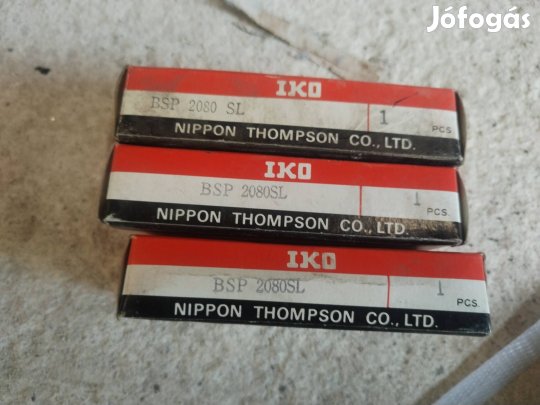 Jófogás
IKO
BSP 2080 SL 1 PCS
NIPPON THOMPSON CO., LTD.
IKO
BSP 2080SL 1 PCS.
NIPPON THOMPSON CO., LTD.
IKO
BSP 2080SL 1 PCS.
NIPPON THOMPSON CO., LTD.